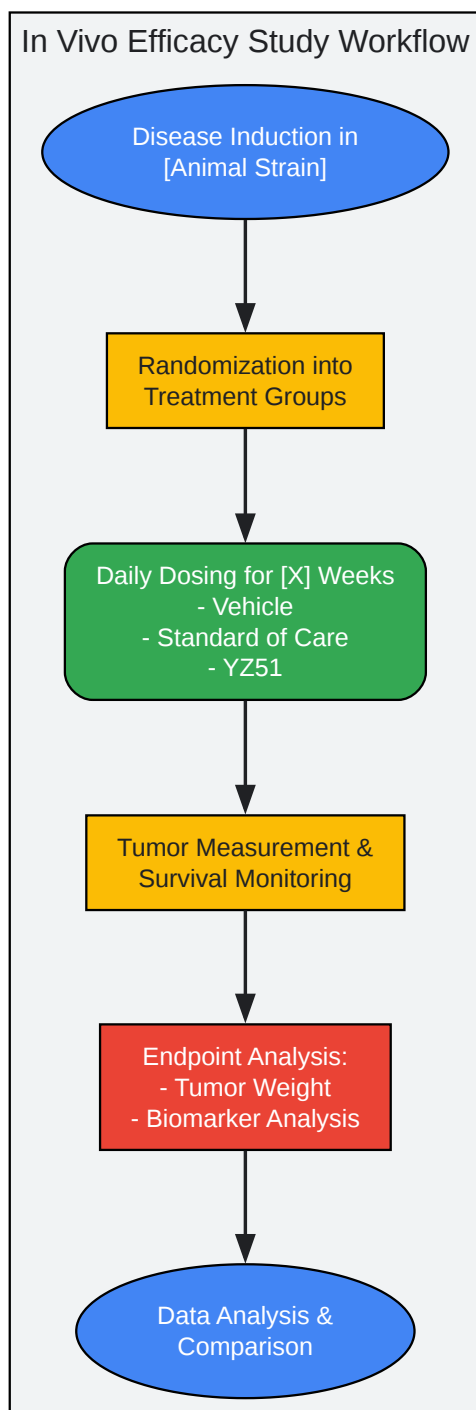 In Vivo Efficacy Study Workflow
Disease Induction in
[Animal Strain]
Randomization into
Treatment Groups
Daily Dosing for [X] Weeks
- Vehicle
- Standard of Care
- YZ51
Tumor Measurement &
Survival Monitoring
Endpoint Analysis:
- Tumor Weight
- Biomarker Analysis
Data Analysis &
Comparison